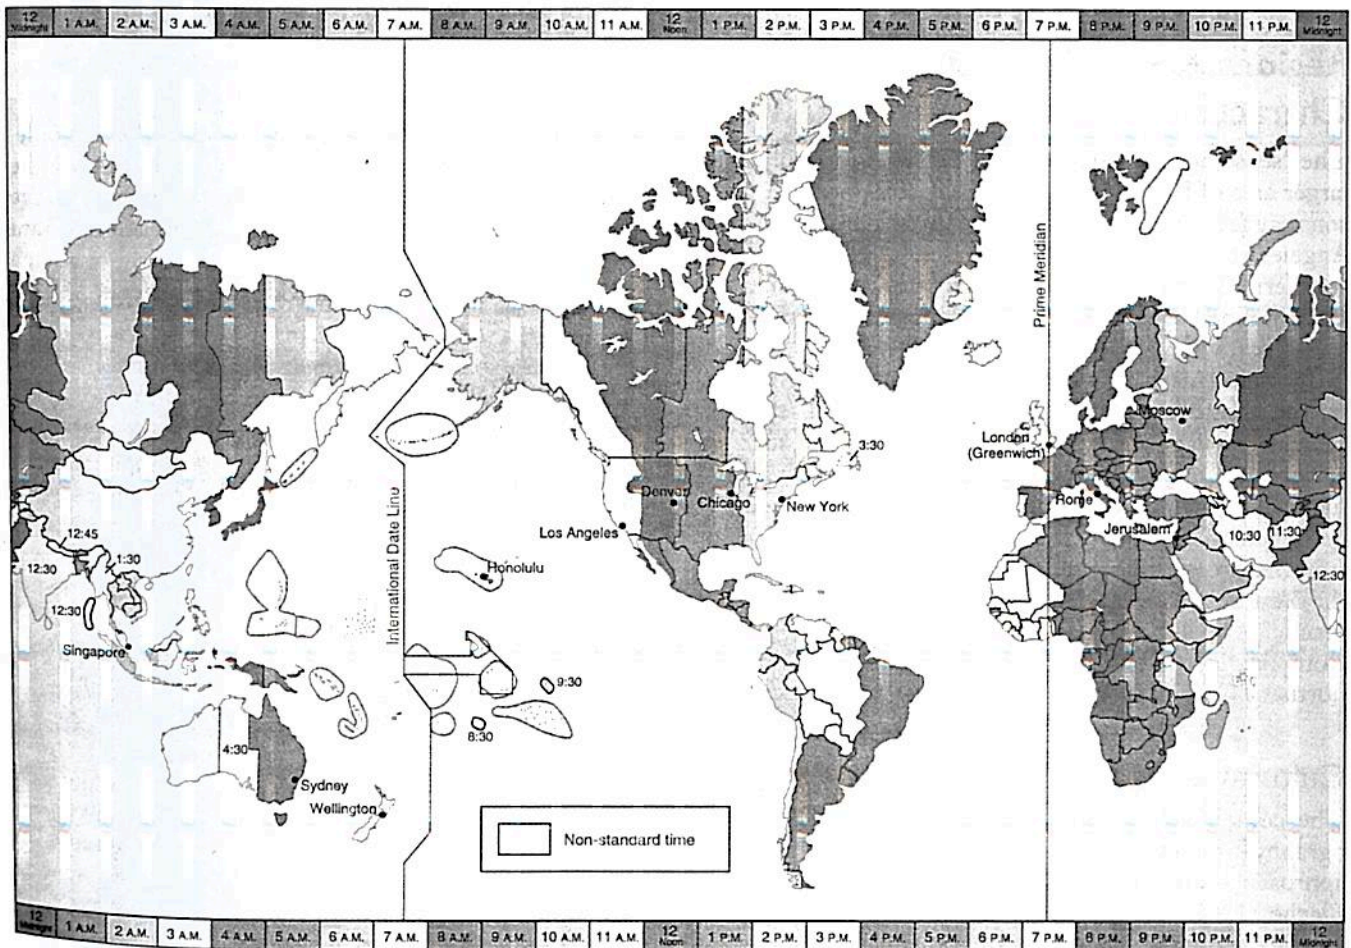 12 Midnight 1 A.M. 2 A.M. 3 A.M. 4 A.M. 5 A.M. 6 A.M. 7 A.M. 8 A.M. 9 A.M. 10 A.M. 11 A.M. 12 Noon 1 P.M. 2 P.M. 3 P.M. 4 P.M. 5 P.M. 6 P.M. 7 P.M. 8 P.M. 9 P.M. 10 P.M. 11 P.M. 12 Midnight
Prime Meridian
Moscow
London
(Greenwich)
3:30
Denver
Chicago
New York
Rome
Los Angeles
Jerusalem
10:30
11:30
12:45
12:30
1:30
12:30
12:30
Honolulu
International Date Line
Singapore
9:30
8:30
4:30
Sydney
Wellington
Non-standard time
12 Midnight 1 A.M. 2 A.M. 3 A.M. 4 A.M. 5 A.M. 6 A.M. 7 A.M. 8 A.M. 9 A.M. 10 A.M. 11 A.M. 12 Noon 1 P.M. 2 P.M. 3 P.M. 4 P.M. 5 P.M. 6 P.M. 7 P.M. 8 P.M. 9 P.M. 10 P.M. 11 P.M. 12 Midnight